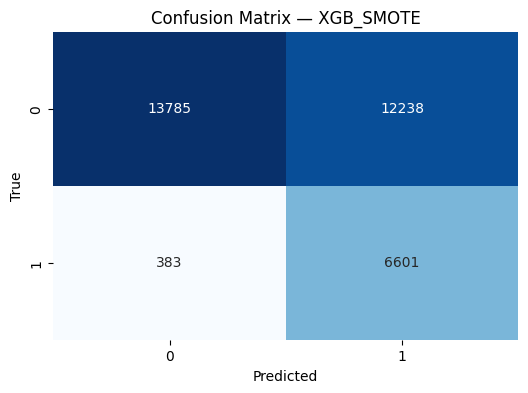 Confusion Matrix — XGB_SMOTE
True
0
13785
12238
1
383
6601
0
1
Predicted